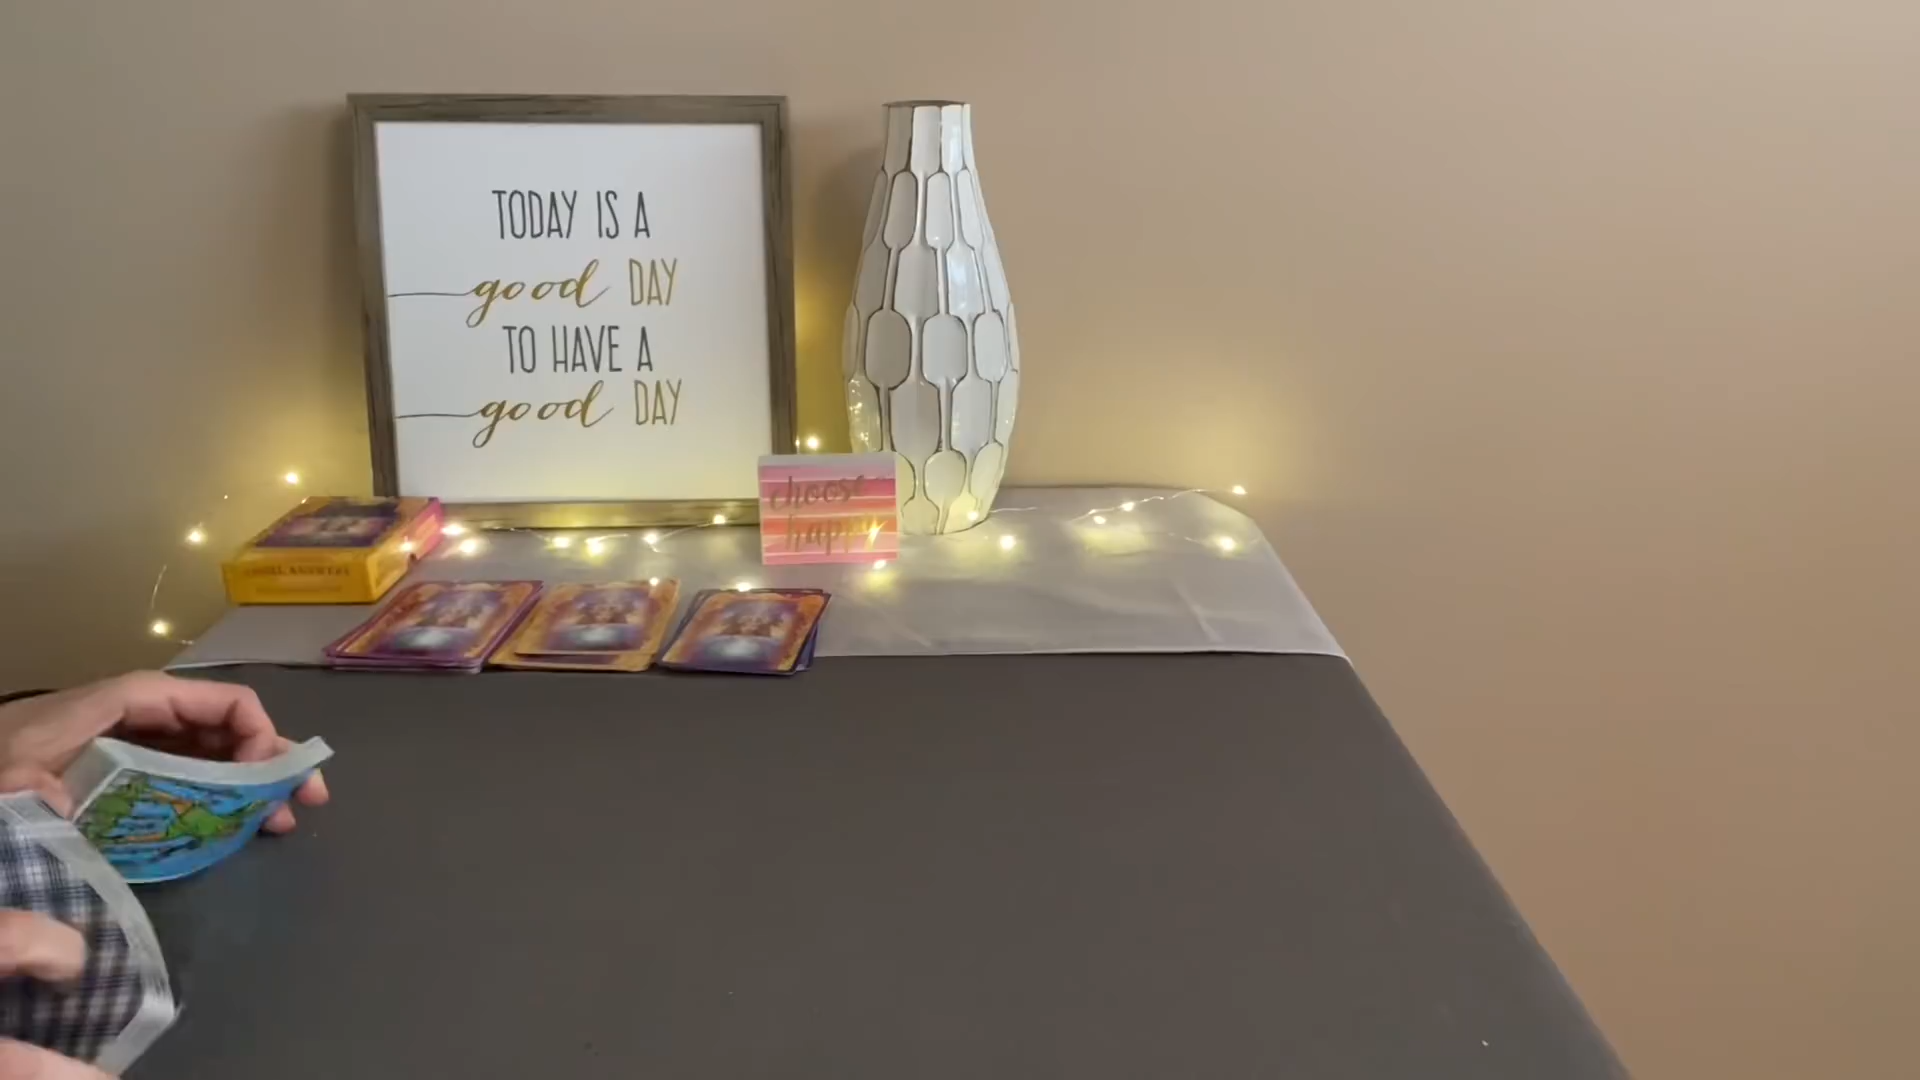 TODAY IS A
good DAY
TO HAVE A
good DAY
choose
happy
ANGEL ANSWERS